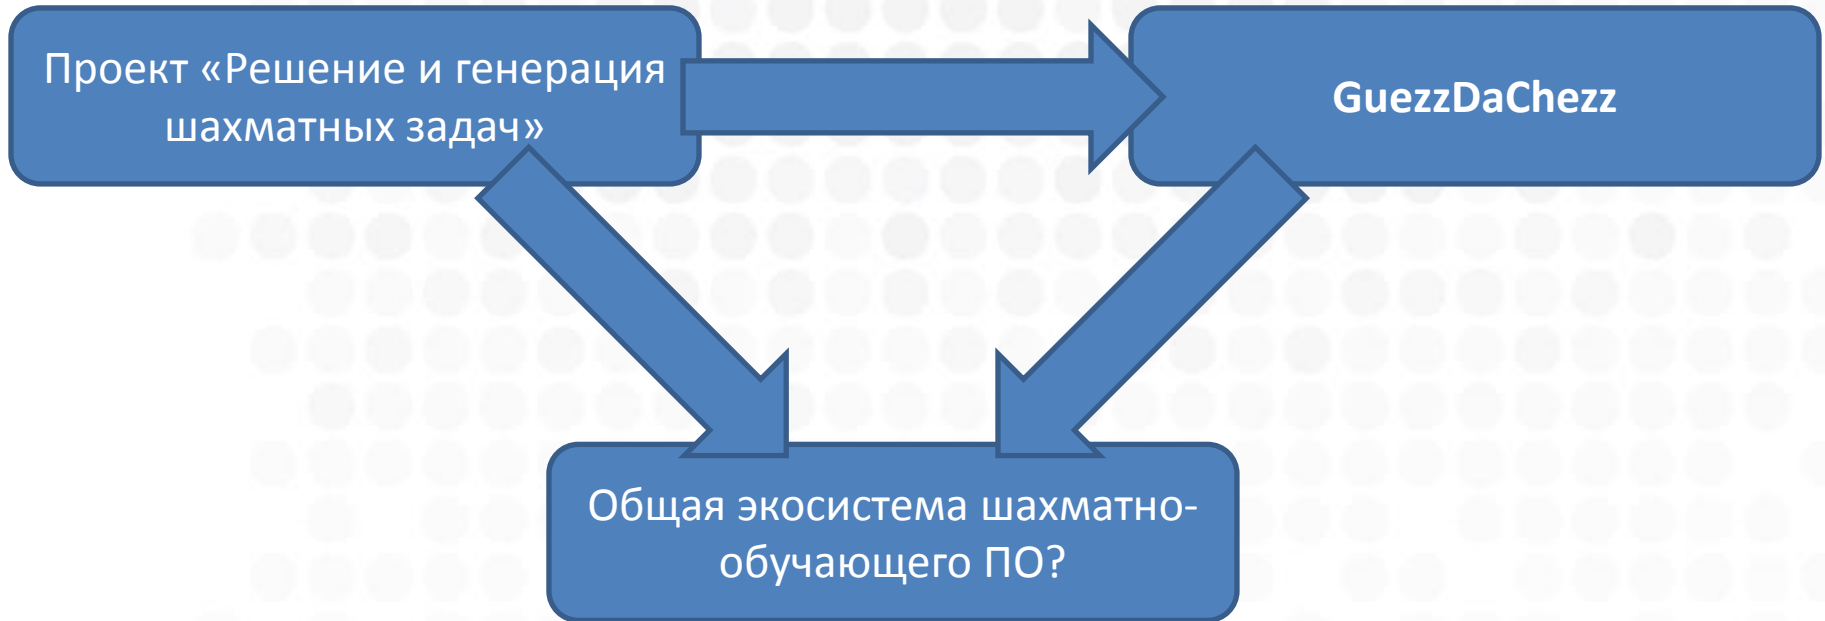 Проект «Решение и генерация
шахматных задач»
GuezzDaChezz
Общая экосистема шахматно-
обучающего ПО?